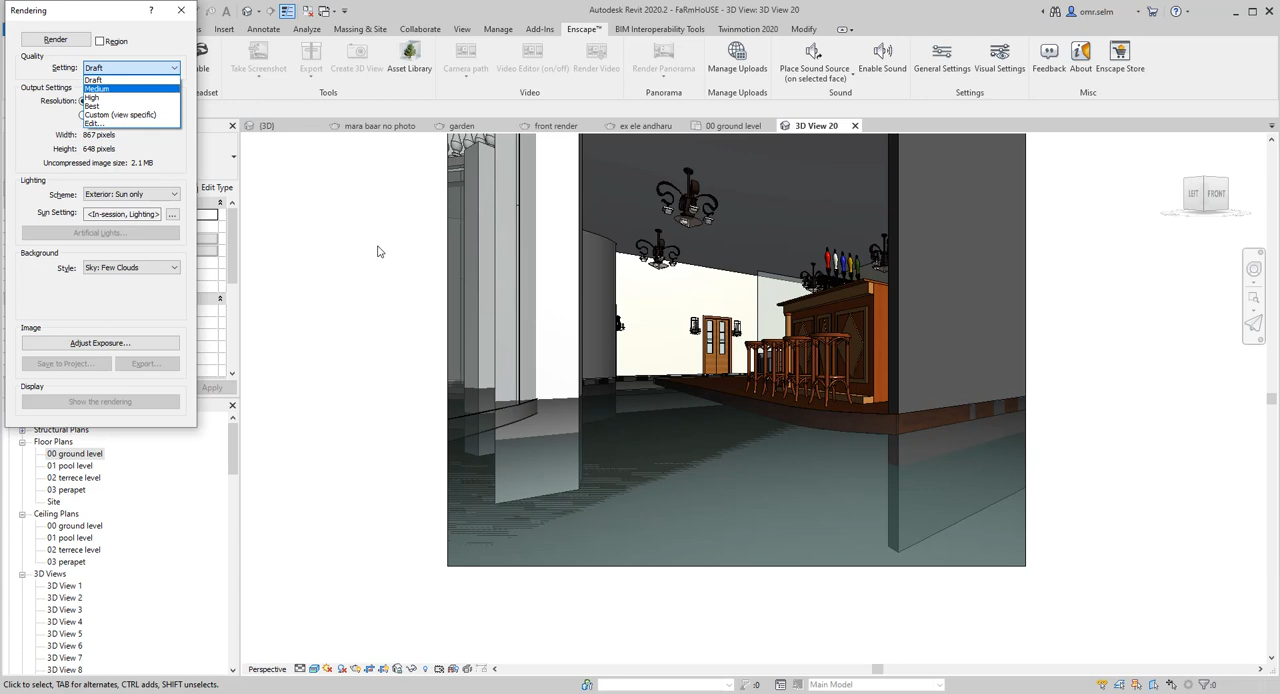 Rendering ? ×
Autodesk Revit 2020.2 - FaRmHoUSE - 3D View: 3D View 20
omr.selm
Insert Annotate Analyze Massing & Site Collaborate View Manage Add-Ins Enscape™ BIM Interoperability Tools Twinmotion 2020 Modify
Render Region
Quality
Setting: Draft
Draft
Medium
High
Best
Custom (view specific)
Edit...
Output Settings
Resolution:
Width: 867 pixels
Height: 648 pixels
Uncompressed image size: 2.1 MB
Lighting
Scheme: Exterior: Sun only
Sun Setting: <In-session, Lighting> ...
Artificial Lights...
Background
Style: Sky: Few Clouds
Image
Adjust Exposure...
Save to Project... Export...
Display
Show the rendering
Take Screenshot Export Create 3D View Asset Library Camera path Video Editor (on/off) Render Video Render Panorama Manage Uploads Place Sound Source (on selected face) Enable Sound General Settings Visual Settings Feedback About Enscape Store
Tools Video Panorama Manage Uploads Sound Settings Misc
{3D} mara baar no photo garden front render ex ele andharu 00 ground level 3D View 20
Edit Type
Apply
LEFT FRONT
Structural Plans
Floor Plans
00 ground level
01 pool level
02 terrece level
03 perapet
Site
Ceiling Plans
00 ground level
01 pool level
02 terrece level
03 perapet
3D Views
3D View 1
3D View 2
3D View 3
3D View 4
3D View 5
3D View 6
3D View 7
3D View 8
Perspective
Click to select, TAB for alternates, CTRL adds, SHIFT unselects.
:0 Main Model :0